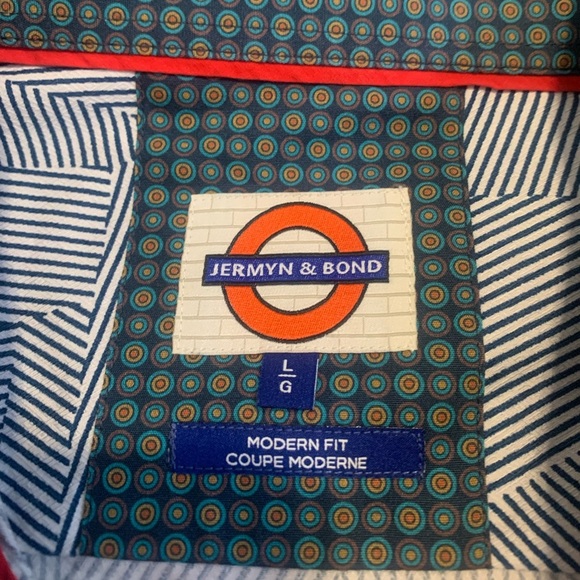 JERMYN & BOND
L
G
MODERN FIT
COUPE MODERNE